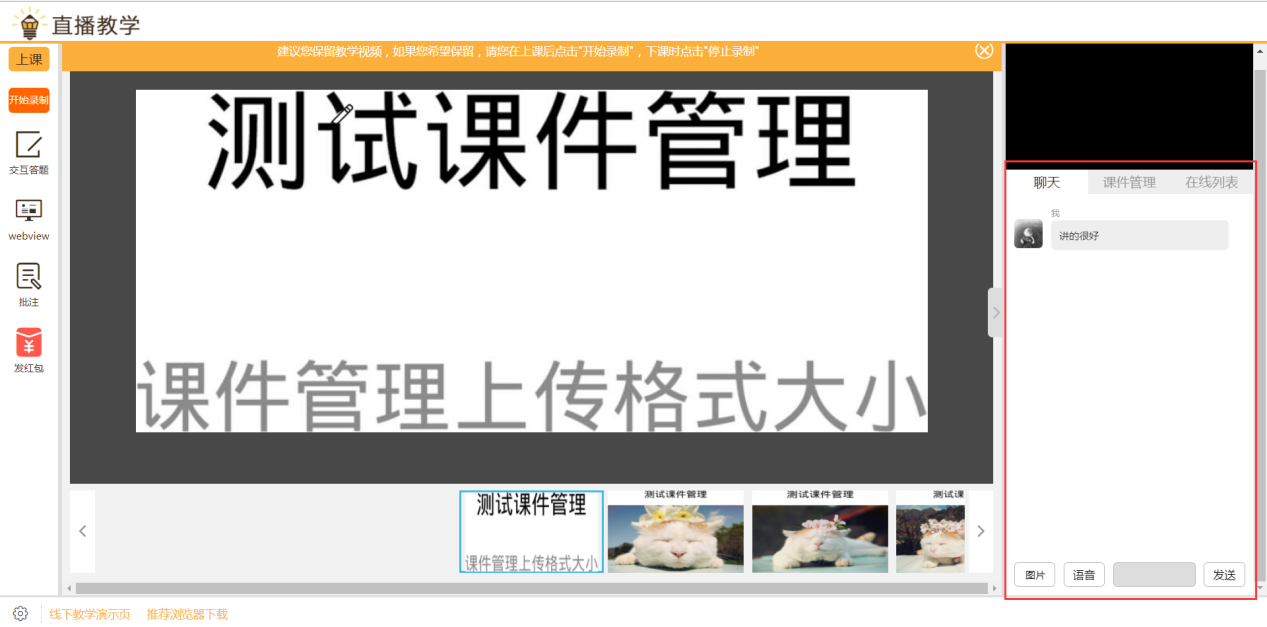 直播教学
上课
建议您保留教学视频，如果您希望保留，请您在上课后点击"开始录制"，下课时点击"停止录制"
开始录制
交互答题
webview
批注
¥
发红包
测试课件管理
课件管理上传格式大小
测试课件管理
课件管理上传格式大小
测试课件管理
测试课件管理
测试课
聊天
课件管理
在线列表
我
讲的很好
图片
语音
发送
线下教学演示页
推荐浏览器下载